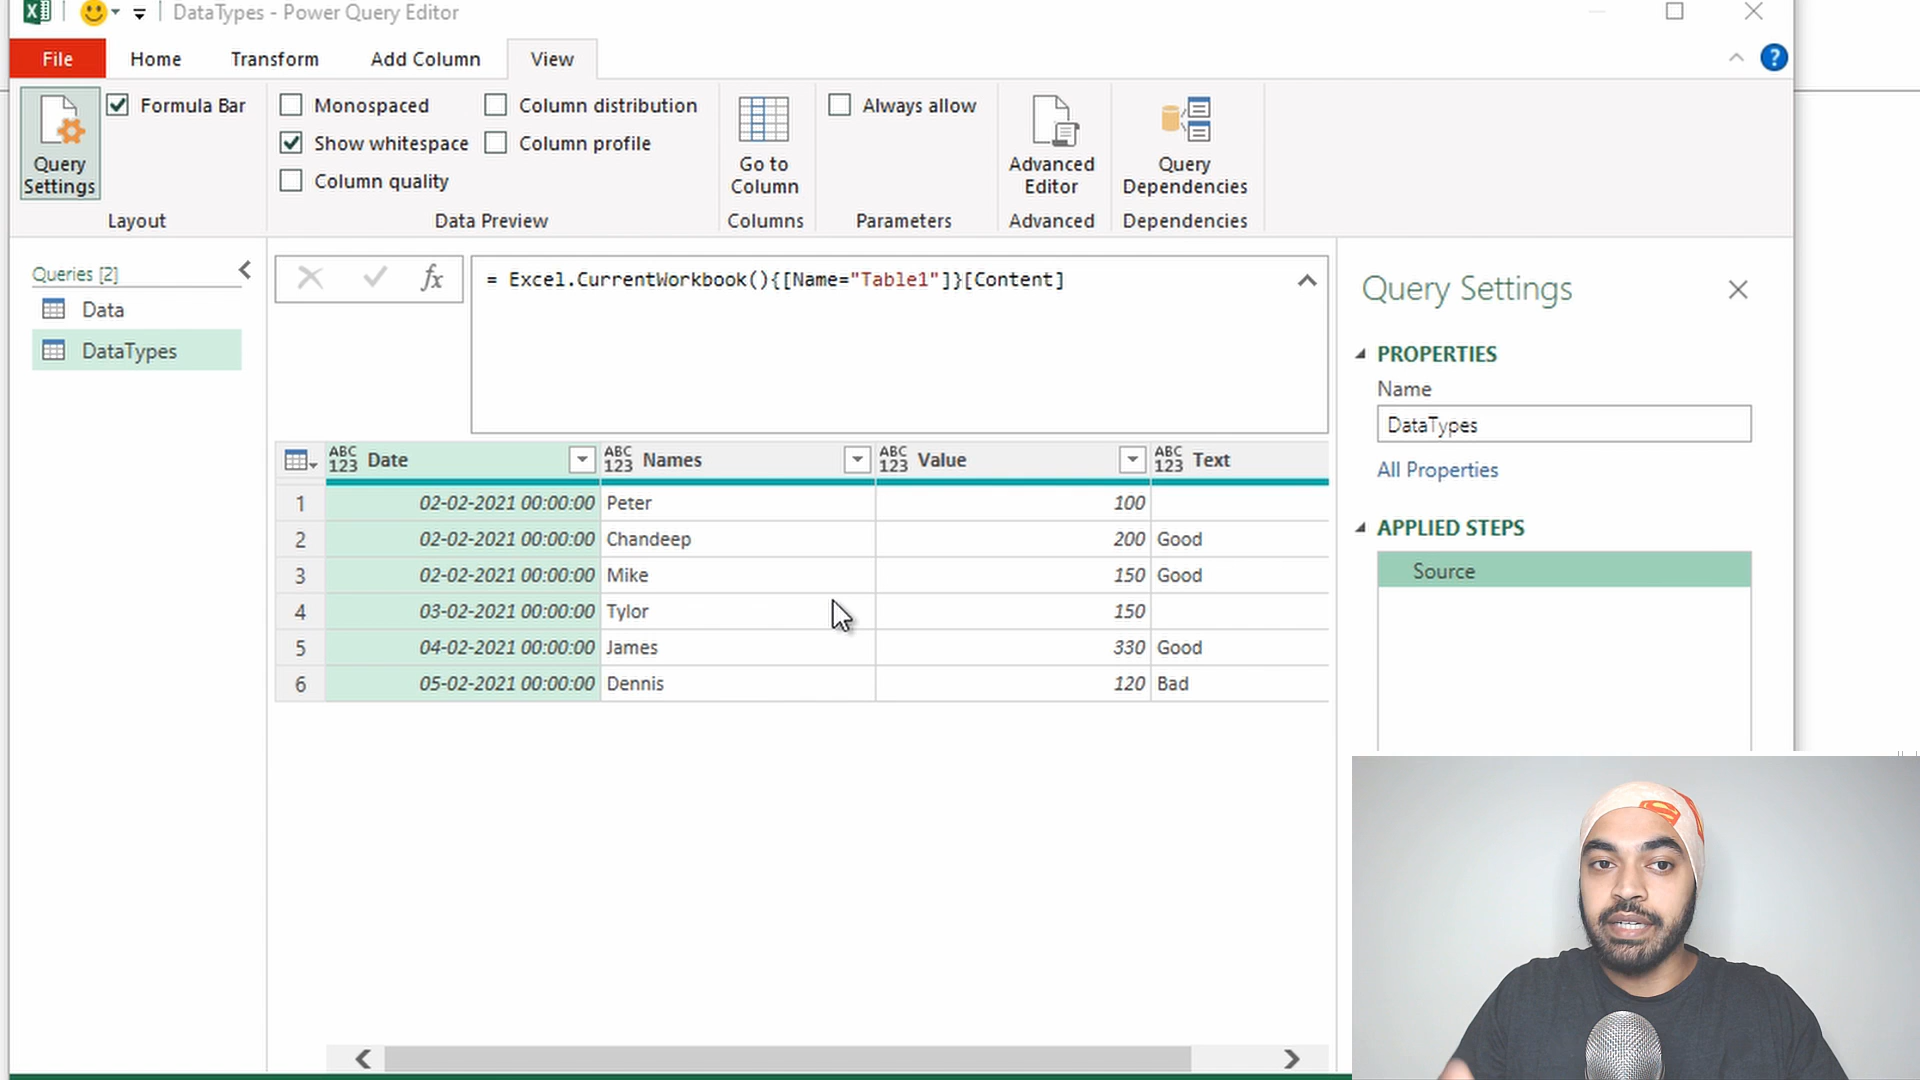 DataTypes - Power Query Editor
File Home Transform Add Column View
Query Settings
Formula Bar
Layout
Monospaced
Show whitespace
Column quality
Column distribution
Column profile
Data Preview
Go to Column
Columns
Always allow
Parameters
Advanced Editor
Advanced
Query Dependencies
Dependencies
Queries [2]
Data
DataTypes
fx = Excel.CurrentWorkbook(){[Name="Table1"]}[Content]
ABC 123 Date ABC 123 Names ABC 123 Value ABC 123 Text
1 02-02-2021 00:00:00 Peter 100
2 02-02-2021 00:00:00 Chandeep 200 Good
3 02-02-2021 00:00:00 Mike 150 Good
4 03-02-2021 00:00:00 Tylor 150
5 04-02-2021 00:00:00 James 330 Good
6 05-02-2021 00:00:00 Dennis 120 Bad
Query Settings
PROPERTIES
Name
DataTypes
All Properties
APPLIED STEPS
Source